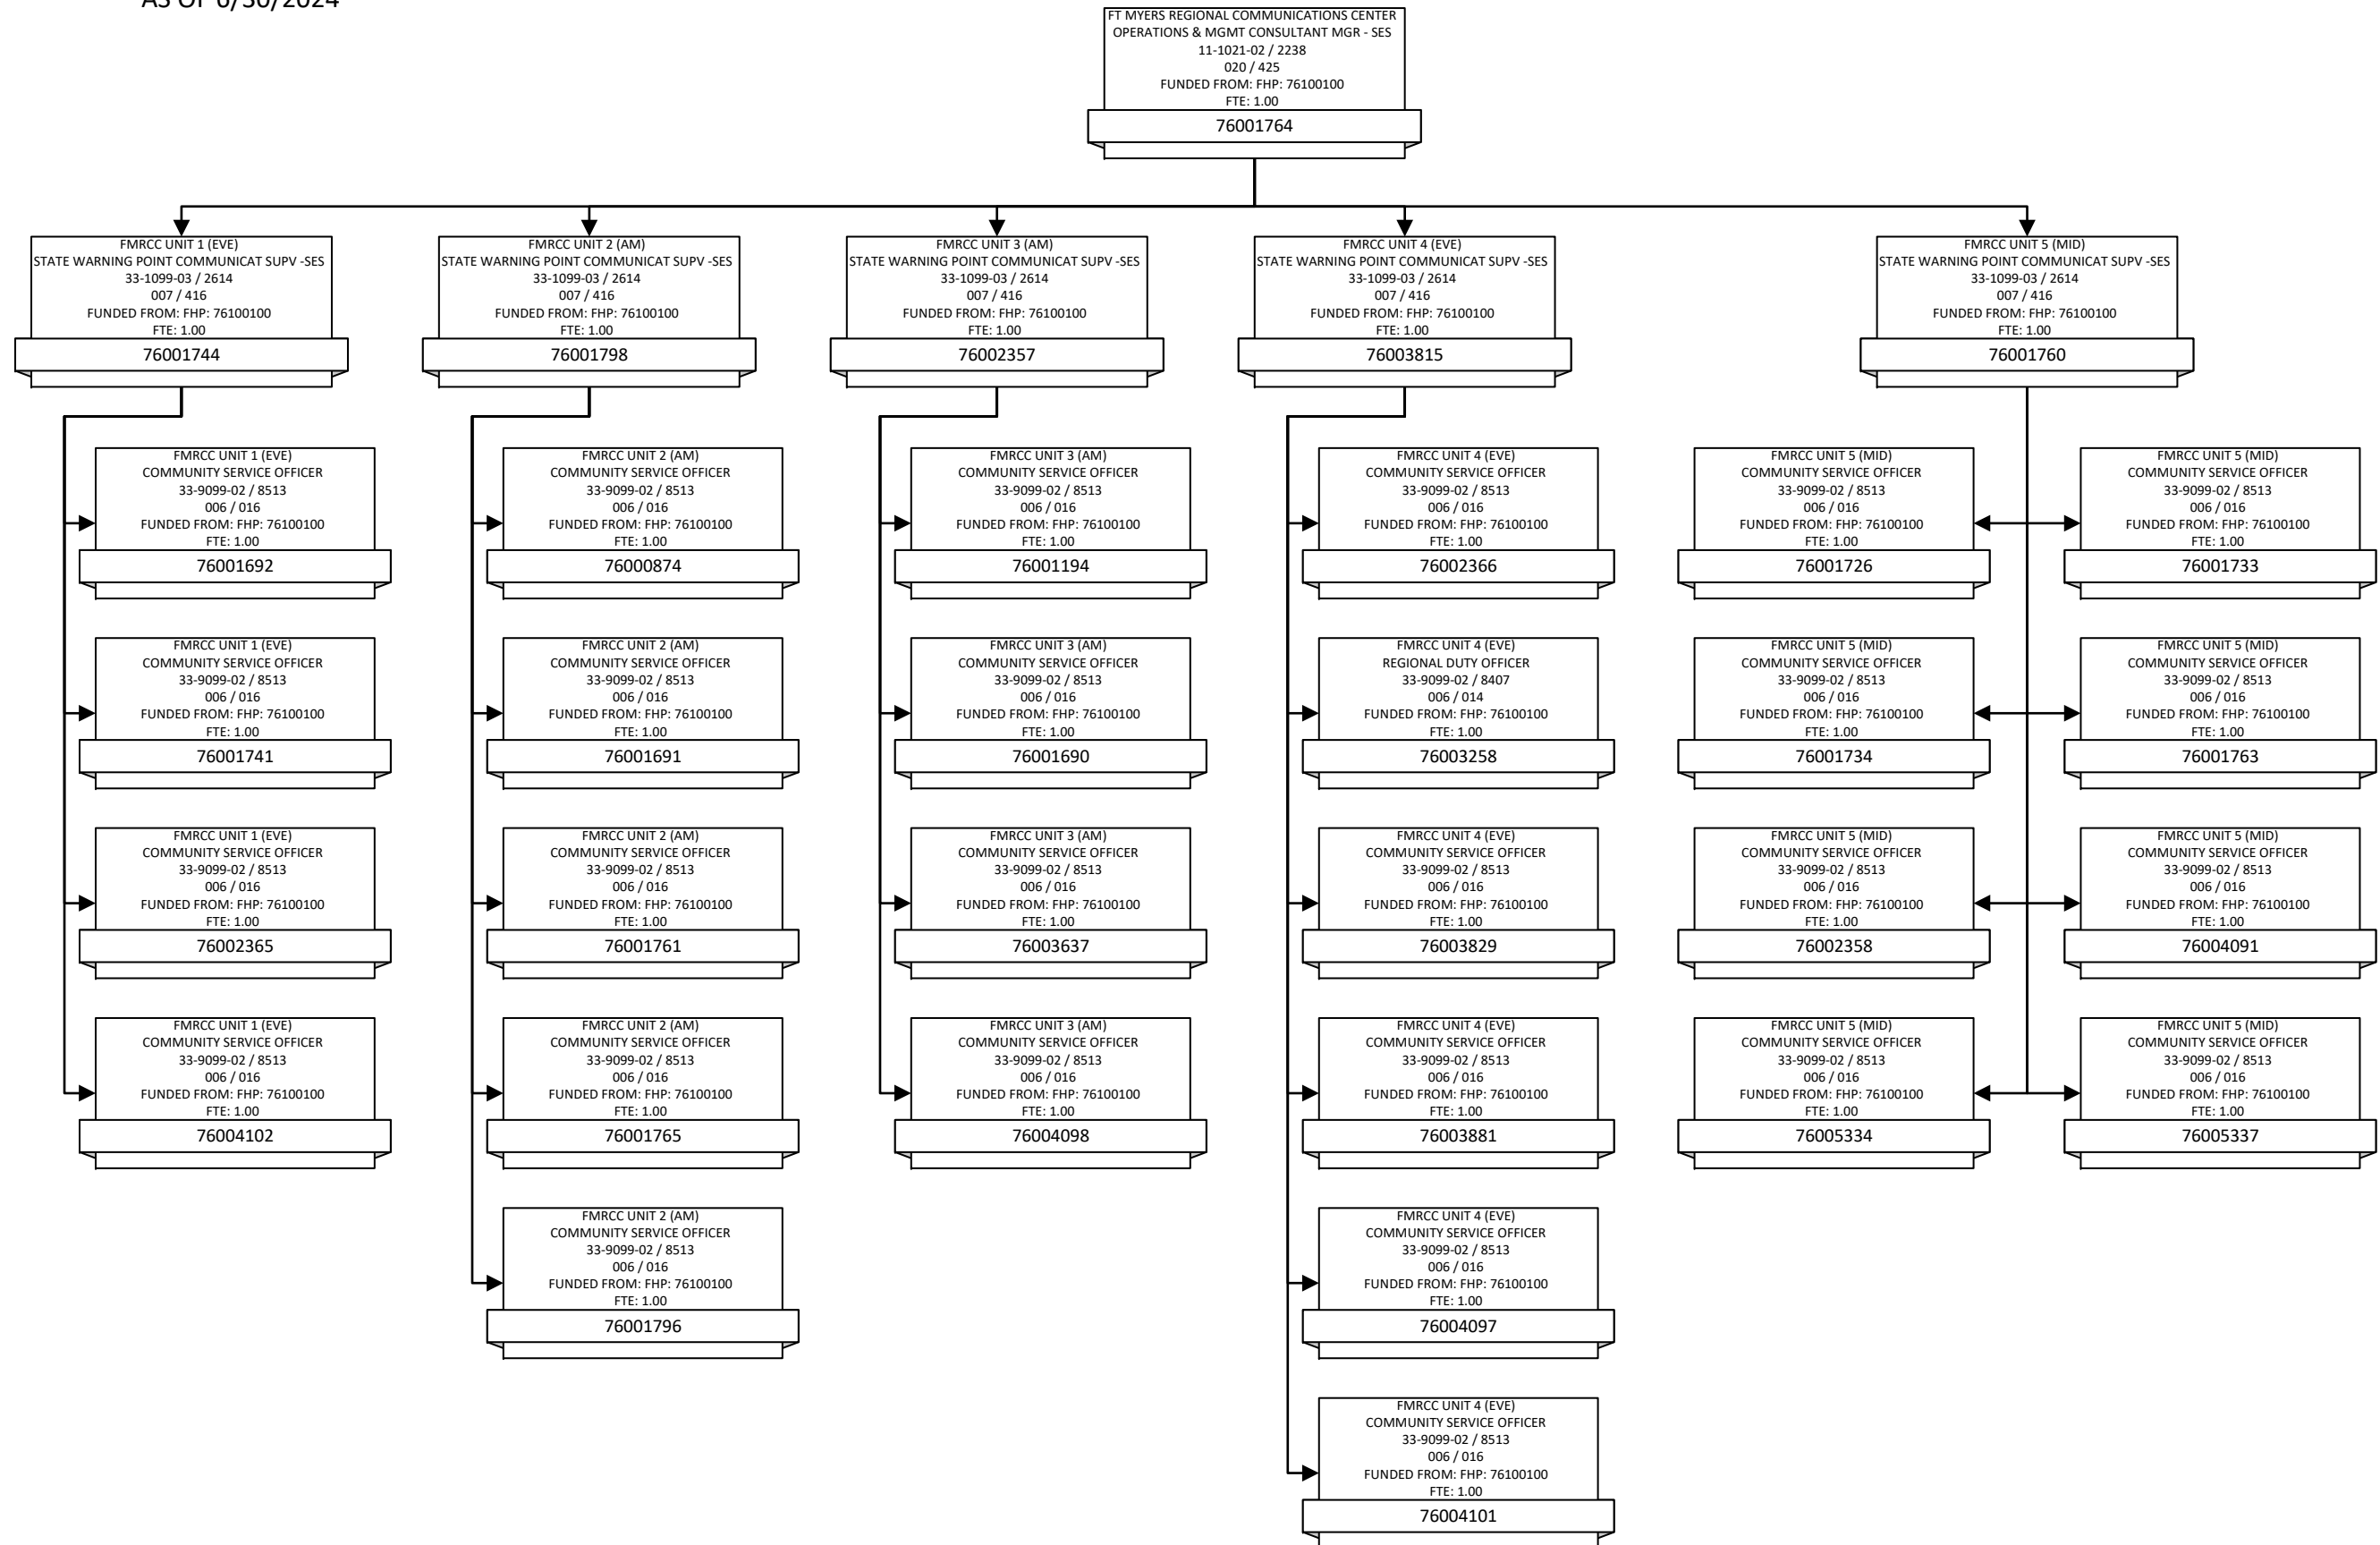 AS OF 6/30/2024
FT MYERS REGIONAL COMMUNICATIONS CENTER
OPERATIONS & MGMT CONSULTANT MGR - SES
11-1021-02 / 2238
020 / 425
FUNDED FROM: FHP: 76100100
FTE: 1.00
76001764
FMRCC UNIT 1 (EVE)
STATE WARNING POINT COMMUNICAT SUPV -SES
33-1099-03 / 2614
007 / 416
FUNDED FROM: FHP: 76100100
FTE: 1.00
76001744
FMRCC UNIT 2 (AM)
STATE WARNING POINT COMMUNICAT SUPV -SES
33-1099-03 / 2614
007 / 416
FUNDED FROM: FHP: 76100100
FTE: 1.00
76001798
FMRCC UNIT 3 (AM)
STATE WARNING POINT COMMUNICAT SUPV -SES
33-1099-03 / 2614
007 / 416
FUNDED FROM: FHP: 76100100
FTE: 1.00
76002357
FMRCC UNIT 4 (EVE)
STATE WARNING POINT COMMUNICAT SUPV -SES
33-1099-03 / 2614
007 / 416
FUNDED FROM: FHP: 76100100
FTE: 1.00
76003815
FMRCC UNIT 5 (MID)
STATE WARNING POINT COMMUNICAT SUPV -SES
33-1099-03 / 2614
007 / 416
FUNDED FROM: FHP: 76100100
FTE: 1.00
76001760
FMRCC UNIT 1 (EVE)
COMMUNITY SERVICE OFFICER
33-9099-02 / 8513
006 / 016
FUNDED FROM: FHP: 76100100
FTE: 1.00
76001692
FMRCC UNIT 2 (AM)
COMMUNITY SERVICE OFFICER
33-9099-02 / 8513
006 / 016
FUNDED FROM: FHP: 76100100
FTE: 1.00
76000874
FMRCC UNIT 3 (AM)
COMMUNITY SERVICE OFFICER
33-9099-02 / 8513
006 / 016
FUNDED FROM: FHP: 76100100
FTE: 1.00
76001194
FMRCC UNIT 4 (EVE)
COMMUNITY SERVICE OFFICER
33-9099-02 / 8513
006 / 016
FUNDED FROM: FHP: 76100100
FTE: 1.00
76002366
FMRCC UNIT 5 (MID)
COMMUNITY SERVICE OFFICER
33-9099-02 / 8513
006 / 016
FUNDED FROM: FHP: 76100100
FTE: 1.00
76001726
FMRCC UNIT 5 (MID)
COMMUNITY SERVICE OFFICER
33-9099-02 / 8513
006 / 016
FUNDED FROM: FHP: 76100100
FTE: 1.00
76001733
FMRCC UNIT 1 (EVE)
COMMUNITY SERVICE OFFICER
33-9099-02 / 8513
006 / 016
FUNDED FROM: FHP: 76100100
FTE: 1.00
76001741
FMRCC UNIT 2 (AM)
COMMUNITY SERVICE OFFICER
33-9099-02 / 8513
006 / 016
FUNDED FROM: FHP: 76100100
FTE: 1.00
76001691
FMRCC UNIT 3 (AM)
COMMUNITY SERVICE OFFICER
33-9099-02 / 8513
006 / 016
FUNDED FROM: FHP: 76100100
FTE: 1.00
76001690
FMRCC UNIT 4 (EVE)
REGIONAL DUTY OFFICER
33-9099-02 / 8407
006 / 014
FUNDED FROM: FHP: 76100100
FTE: 1.00
76003258
FMRCC UNIT 5 (MID)
COMMUNITY SERVICE OFFICER
33-9099-02 / 8513
006 / 016
FUNDED FROM: FHP: 76100100
FTE: 1.00
76001734
FMRCC UNIT 5 (MID)
COMMUNITY SERVICE OFFICER
33-9099-02 / 8513
006 / 016
FUNDED FROM: FHP: 76100100
FTE: 1.00
76001763
FMRCC UNIT 1 (EVE)
COMMUNITY SERVICE OFFICER
33-9099-02 / 8513
006 / 016
FUNDED FROM: FHP: 76100100
FTE: 1.00
76002365
FMRCC UNIT 2 (AM)
COMMUNITY SERVICE OFFICER
33-9099-02 / 8513
006 / 016
FUNDED FROM: FHP: 76100100
FTE: 1.00
76001761
FMRCC UNIT 3 (AM)
COMMUNITY SERVICE OFFICER
33-9099-02 / 8513
006 / 016
FUNDED FROM: FHP: 76100100
FTE: 1.00
76003637
FMRCC UNIT 4 (EVE)
COMMUNITY SERVICE OFFICER
33-9099-02 / 8513
006 / 016
FUNDED FROM: FHP: 76100100
FTE: 1.00
76003829
FMRCC UNIT 5 (MID)
COMMUNITY SERVICE OFFICER
33-9099-02 / 8513
006 / 016
FUNDED FROM: FHP: 76100100
FTE: 1.00
76002358
FMRCC UNIT 5 (MID)
COMMUNITY SERVICE OFFICER
33-9099-02 / 8513
006 / 016
FUNDED FROM: FHP: 76100100
FTE: 1.00
76004091
FMRCC UNIT 1 (EVE)
COMMUNITY SERVICE OFFICER
33-9099-02 / 8513
006 / 016
FUNDED FROM: FHP: 76100100
FTE: 1.00
76004102
FMRCC UNIT 2 (AM)
COMMUNITY SERVICE OFFICER
33-9099-02 / 8513
006 / 016
FUNDED FROM: FHP: 76100100
FTE: 1.00
76001765
FMRCC UNIT 3 (AM)
COMMUNITY SERVICE OFFICER
33-9099-02 / 8513
006 / 016
FUNDED FROM: FHP: 76100100
FTE: 1.00
76004098
FMRCC UNIT 4 (EVE)
COMMUNITY SERVICE OFFICER
33-9099-02 / 8513
006 / 016
FUNDED FROM: FHP: 76100100
FTE: 1.00
76003881
FMRCC UNIT 5 (MID)
COMMUNITY SERVICE OFFICER
33-9099-02 / 8513
006 / 016
FUNDED FROM: FHP: 76100100
FTE: 1.00
76005334
FMRCC UNIT 5 (MID)
COMMUNITY SERVICE OFFICER
33-9099-02 / 8513
006 / 016
FUNDED FROM: FHP: 76100100
FTE: 1.00
76005337
FMRCC UNIT 2 (AM)
COMMUNITY SERVICE OFFICER
33-9099-02 / 8513
006 / 016
FUNDED FROM: FHP: 76100100
FTE: 1.00
76001796
FMRCC UNIT 4 (EVE)
COMMUNITY SERVICE OFFICER
33-9099-02 / 8513
006 / 016
FUNDED FROM: FHP: 76100100
FTE: 1.00
76004097
FMRCC UNIT 4 (EVE)
COMMUNITY SERVICE OFFICER
33-9099-02 / 8513
006 / 016
FUNDED FROM: FHP: 76100100
FTE: 1.00
76004101